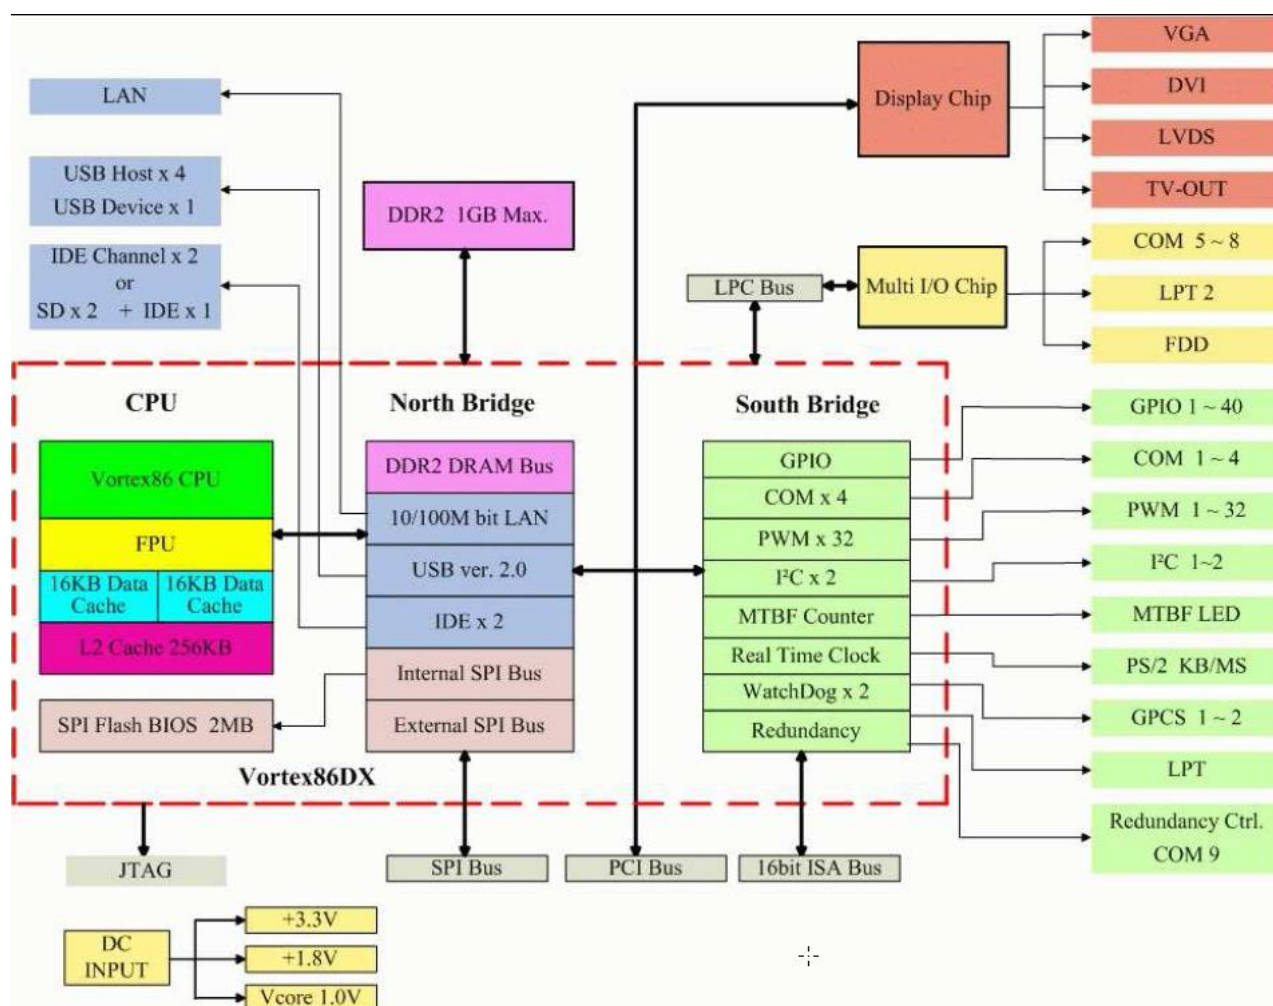 VGA
DVI
LVDS
TV-OUT
Display Chip
LAN
USB Host x 4
USB Device x 1
IDE Channel x 2
or
SD x 2 + IDE x 1
DDR2 1GB Max.
LPC Bus
Multi I/O Chip
COM 5 ~ 8
LPT 2
FDD
CPU
North Bridge
South Bridge
Vortex86 CPU
FPU
16KB Data
Cache
16KB Data
Cache
L2 Cache 256KB
SPI Flash BIOS 2MB
DDR2 DRAM Bus
10/100M bit LAN
USB ver. 2.0
IDE x 2
Internal SPI Bus
External SPI Bus
GPIO
COM x 4
PWM x 32
I²C x 2
MTBF Counter
Real Time Clock
WatchDog x 2
Redundancy
GPIO 1 ~ 40
COM 1 ~ 4
PWM 1 ~ 32
I²C 1~2
MTBF LED
PS/2 KB/MS
GPCS 1 ~ 2
LPT
Redundancy Ctrl.
COM 9
Vortex86DX
JTAG
SPI Bus
PCI Bus
16bit ISA Bus
DC
INPUT
+3.3V
+1.8V
Vcore 1.0V